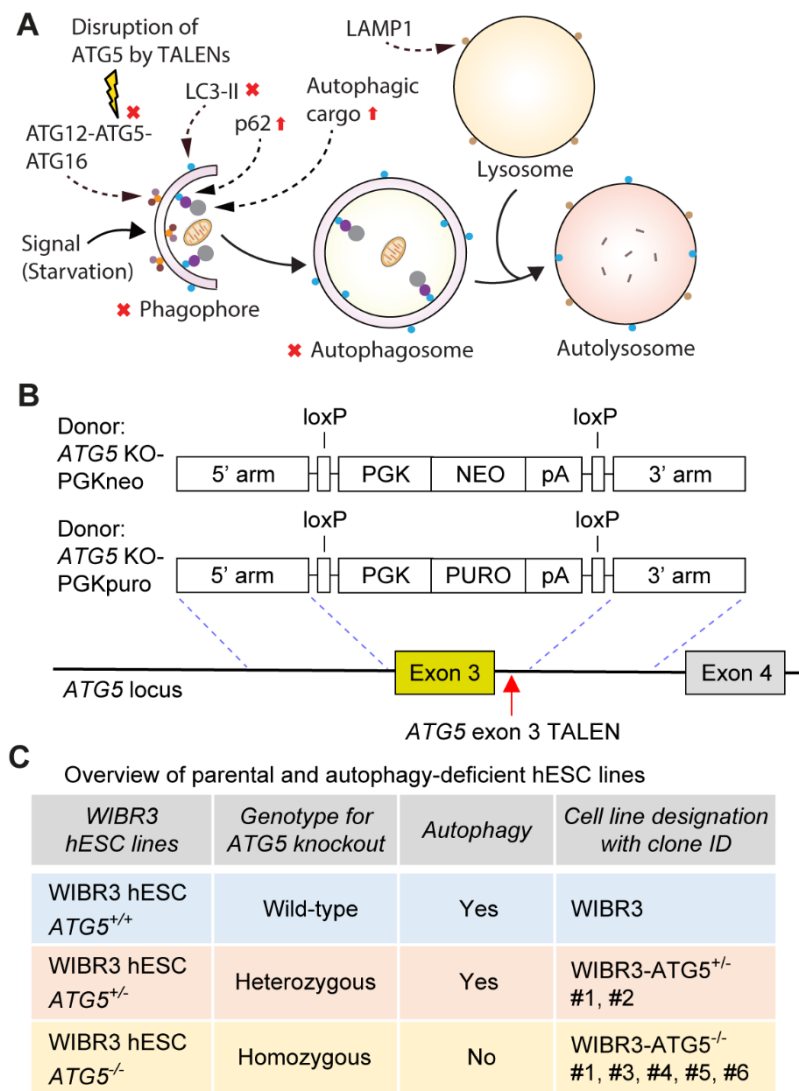 A
Disruption of
ATG5 by TALENs
LAMP1
LC3-II
Autophagic
cargo
p62
ATG12-ATG5-
ATG16
Lysosome
Signal
(Starvation)
Phagophore
Autophagosome
Autolysosome
B
Donor:
ATG5 KO-
PGKneo
loxP
loxP
5’ arm
PGK
NEO
pA
3’ arm
Donor:
ATG5 KO-
PGKpuro
loxP
loxP
5’ arm
PGK
PURO
pA
3’ arm
Exon 3
Exon 4
ATG5 locus
ATG5 exon 3 TALEN
C
Overview of parental and autophagy-deficient hESC lines
WIBR3
hESC lines
Genotype for
ATG5 knockout
Autophagy
Cell line designation
with clone ID
WIBR3 hESC
ATG5+/+
Wild-type
Yes
WIBR3
WIBR3 hESC
ATG5+/-
Heterozygous
Yes
WIBR3-ATG5+/-
#1, #2
WIBR3 hESC
ATG5-/-
Homozygous
No
WIBR3-ATG5-/-
#1, #3, #4, #5, #6